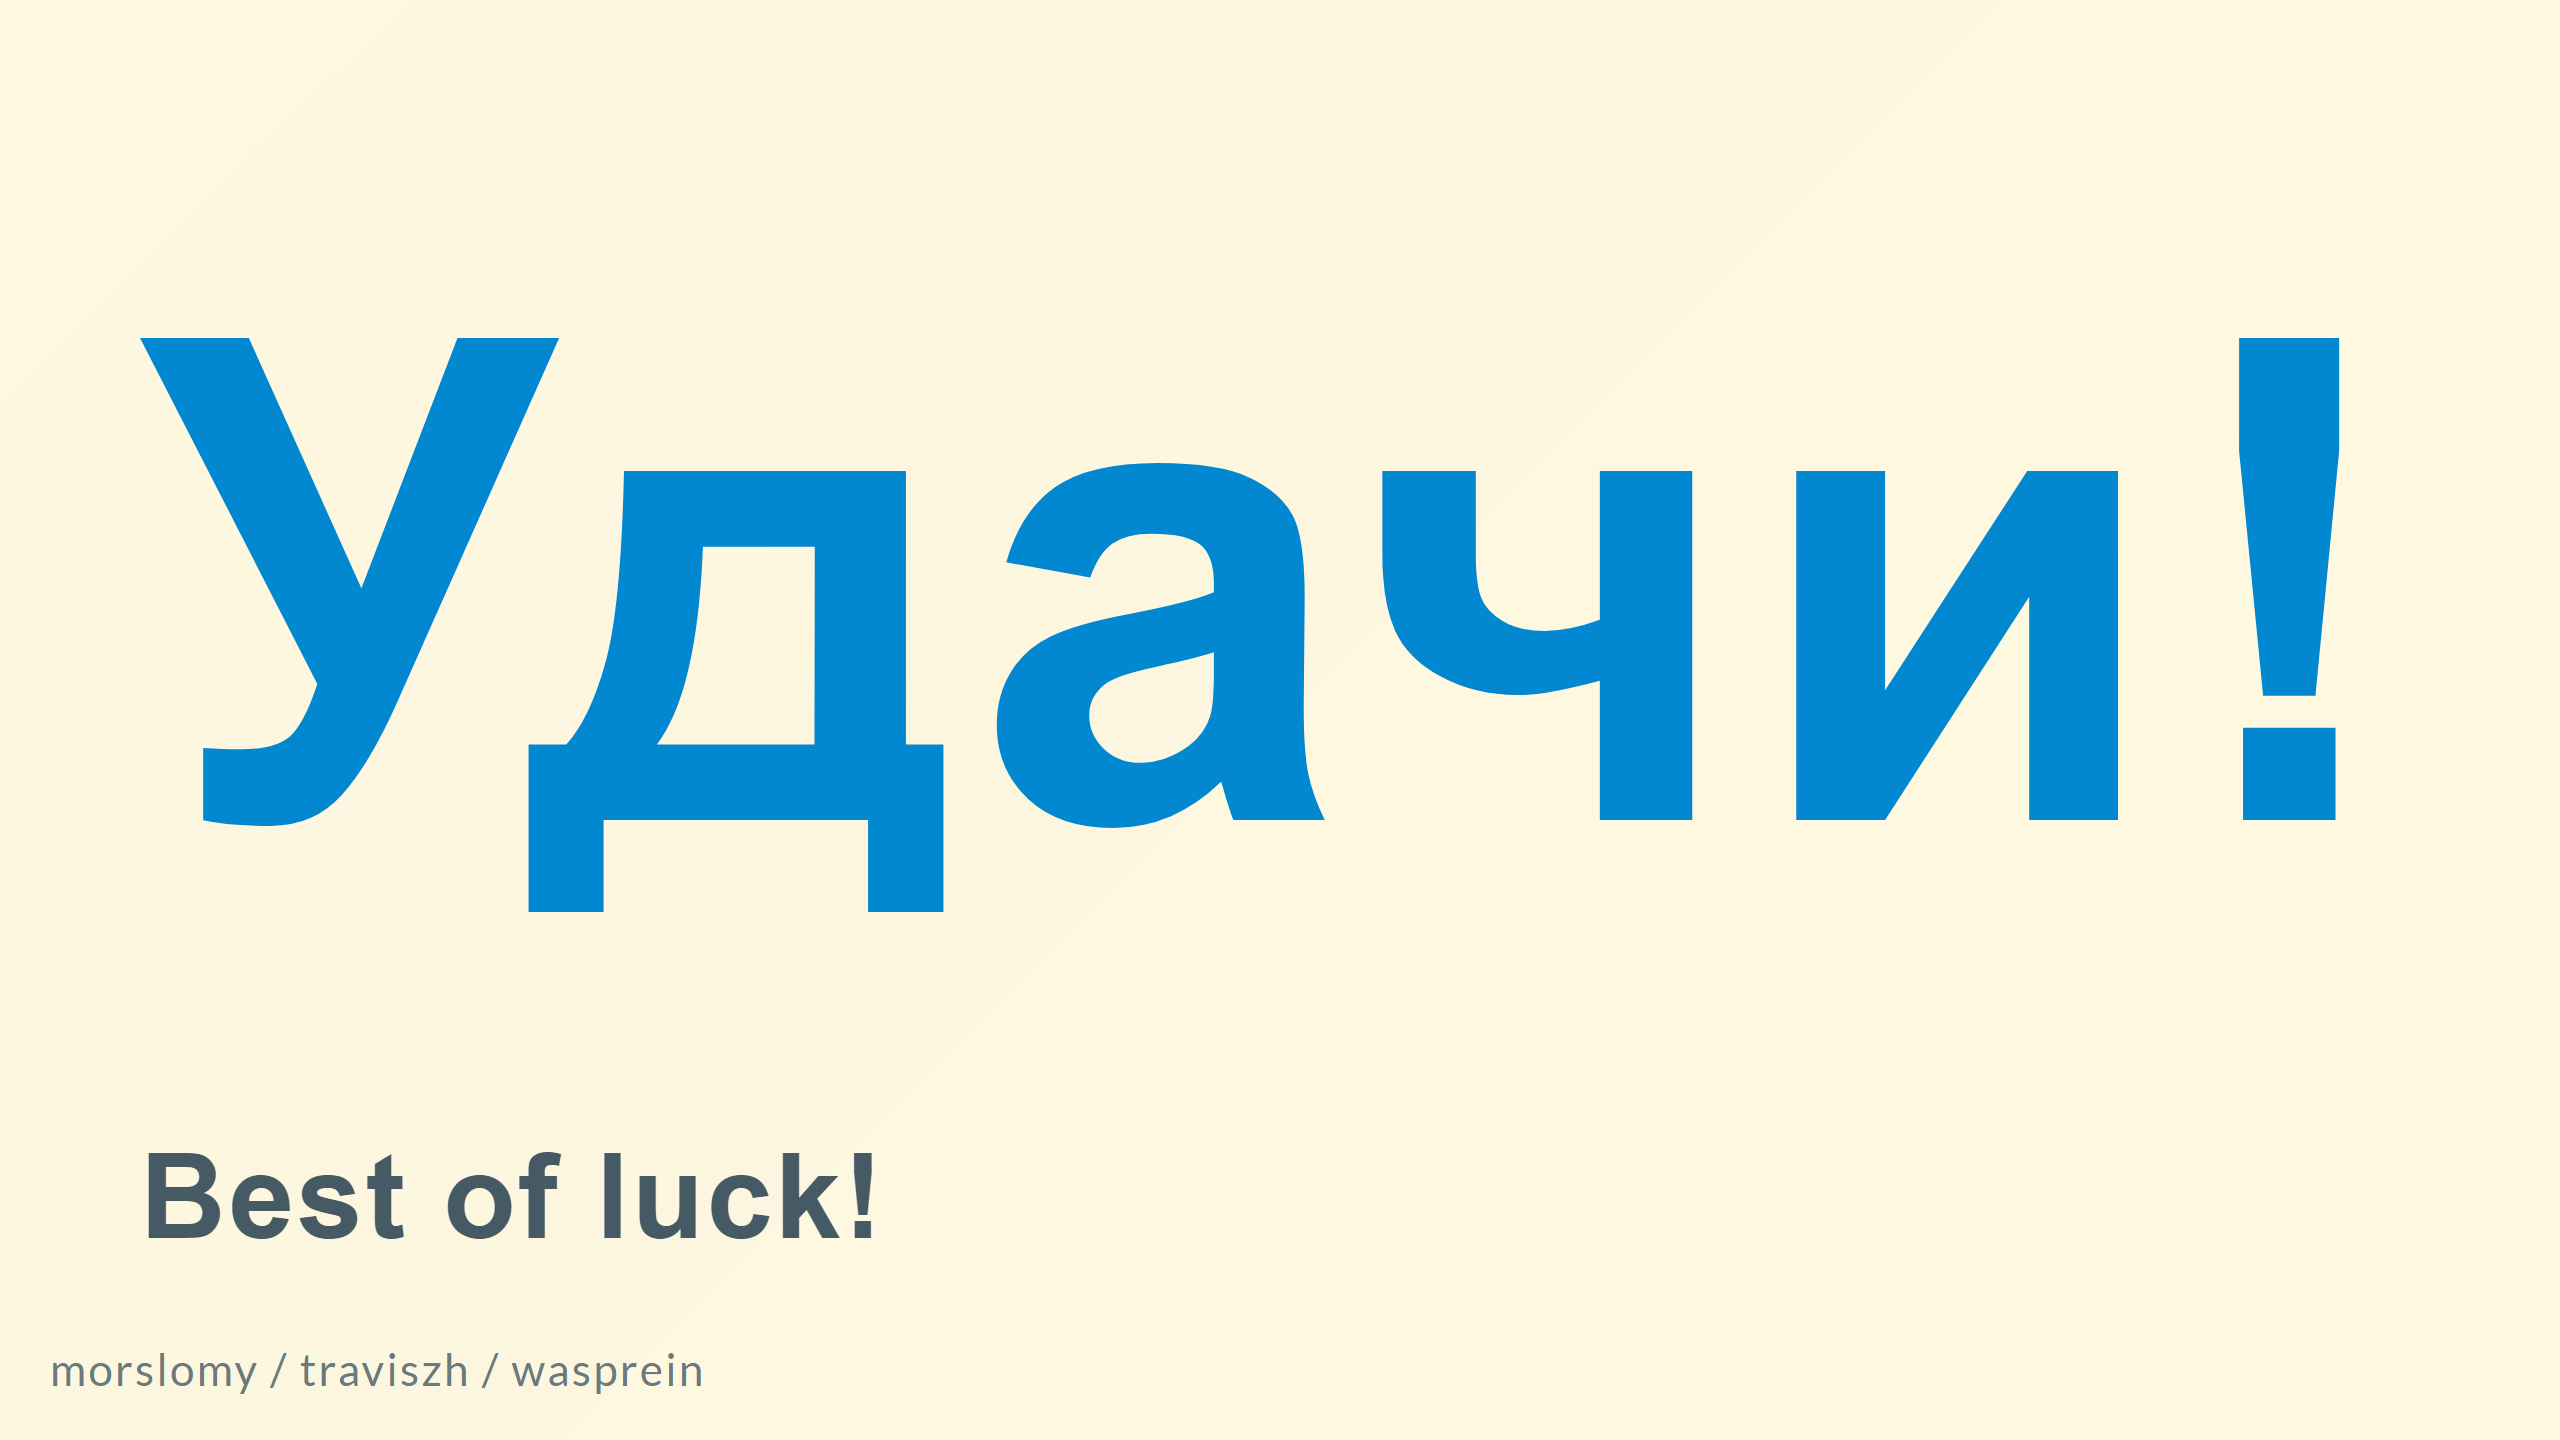 Удачи!
Best of luck!
morslomy / traviszh / wasprein